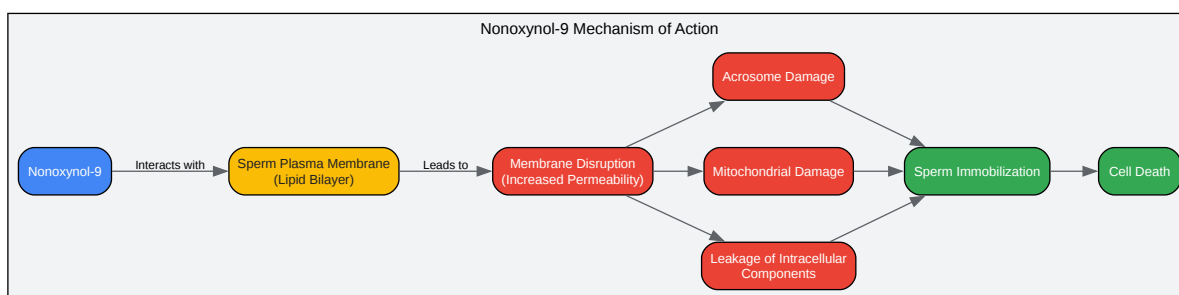 Nonoxynol-9 Mechanism of Action
Acrosome Damage
Nonoxynol-9
Interacts with
Sperm Plasma Membrane
(Lipid Bilayer)
Leads to
Membrane Disruption
(Increased Permeability)
Mitochondrial Damage
Sperm Immobilization
Cell Death
Leakage of Intracellular
Components